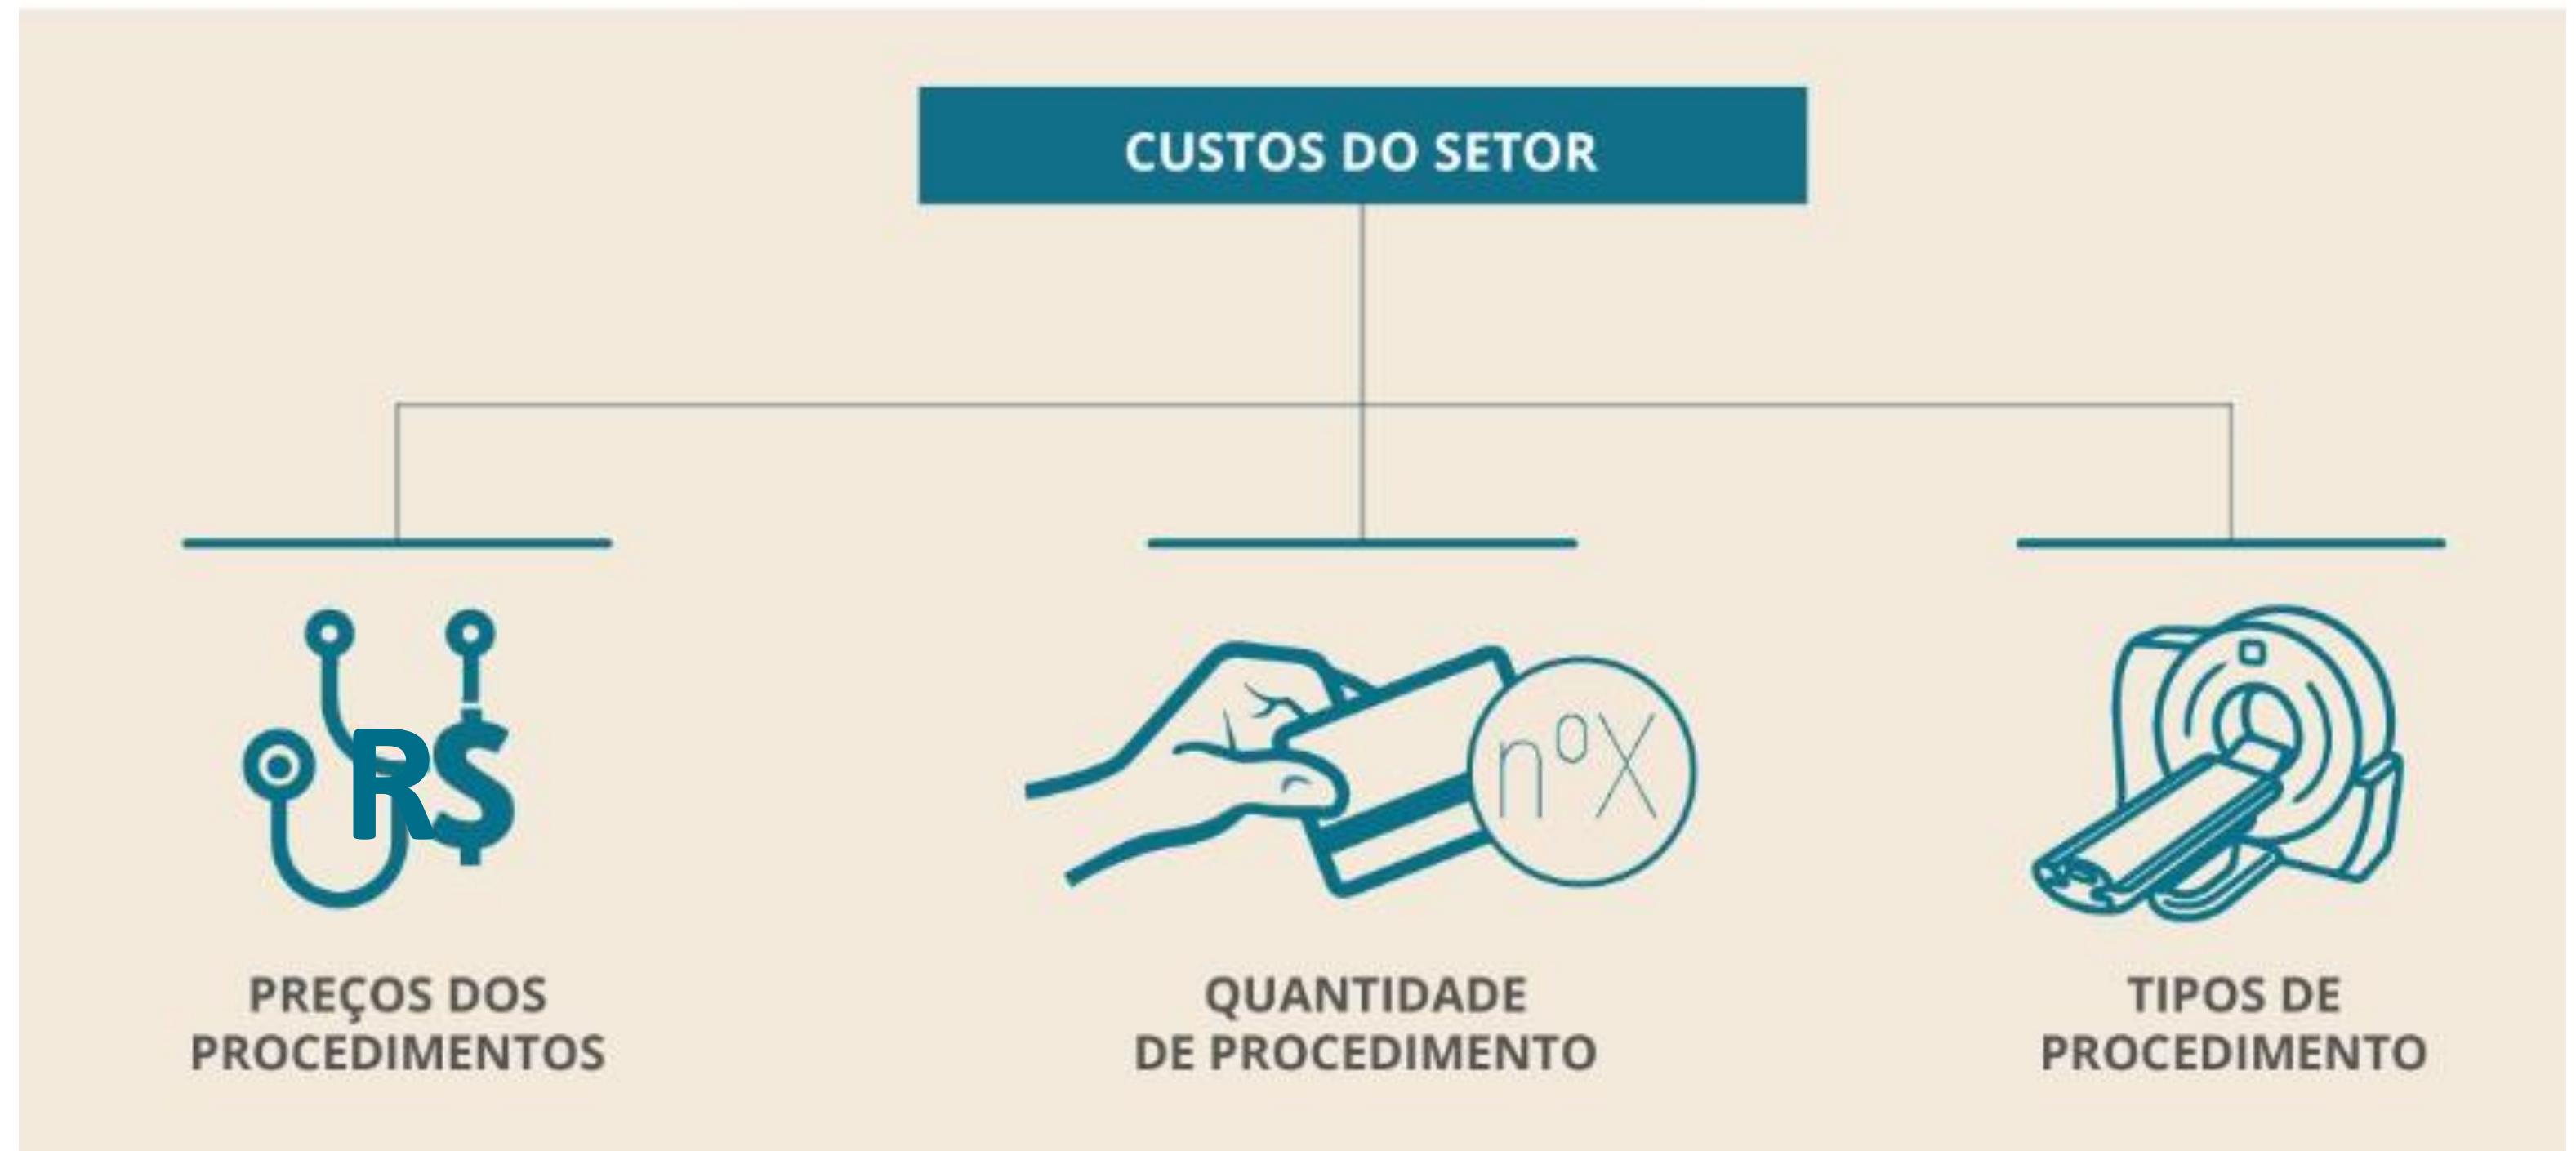 CUSTOS DO SETOR
R$
nºX
PREÇOS DOS
PROCEDIMENTOS
QUANTIDADE
DE PROCEDIMENTO
TIPOS DE
PROCEDIMENTO